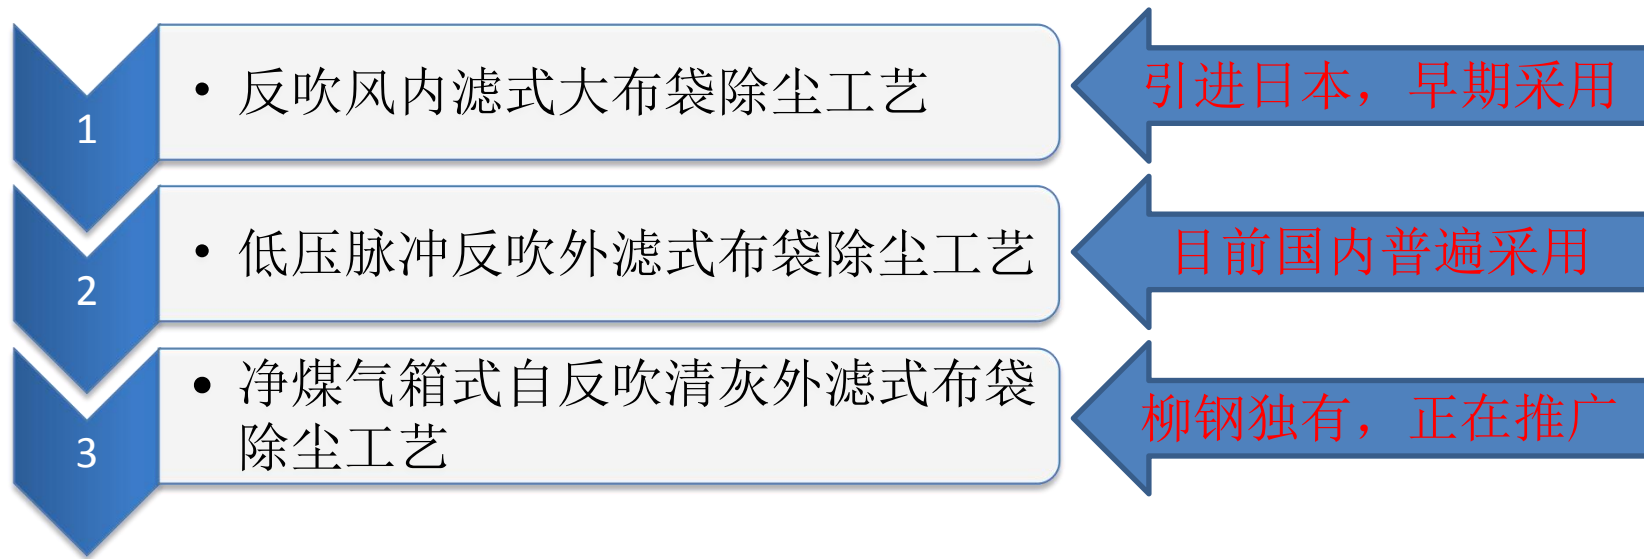 1
• 反吹风内滤式大布袋除尘工艺
引进日本，早期采用
2
• 低压脉冲反吹外滤式布袋除尘工艺
目前国内普遍采用
3
• 净煤气箱式自反吹清灰外滤式布袋
除尘工艺
柳钢独有，正在推广